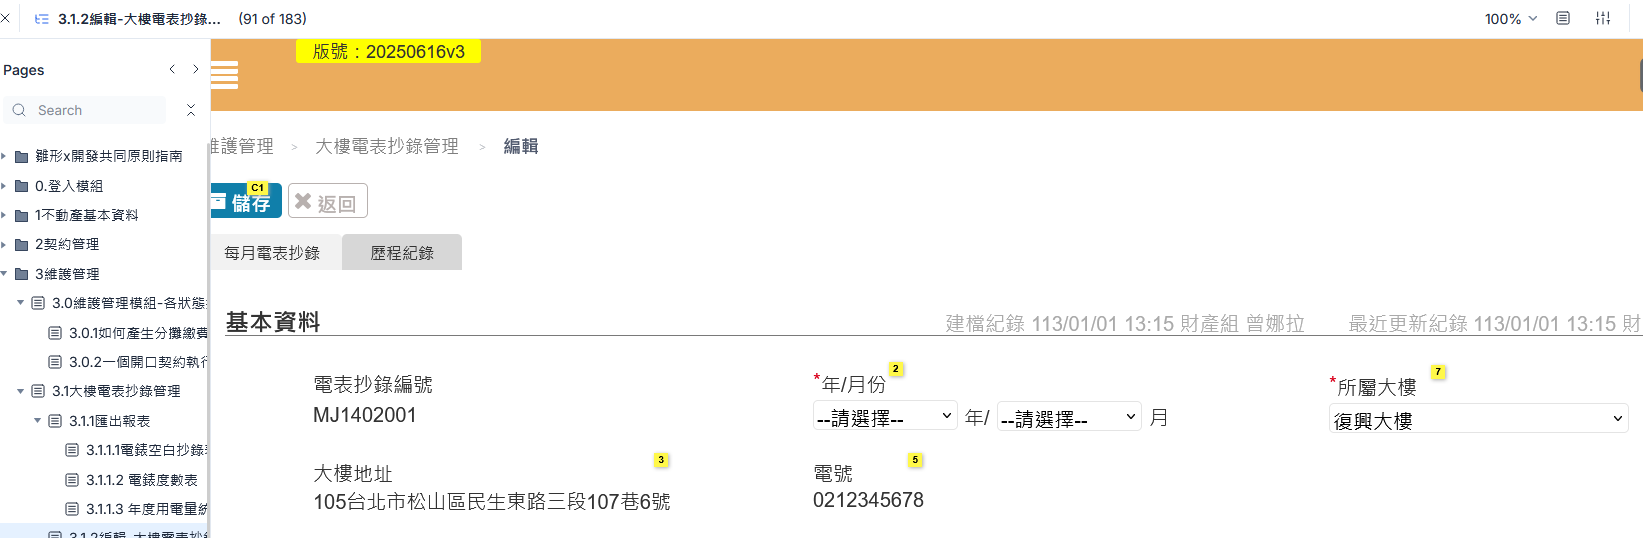 3.1.2編輯-大樓電表抄錄... (91 of 183)
100%
版號：20250616v3
Pages
Search
雛形x開發共同原則指南
0.登入模組
1不動產基本資料
2契約管理
3維護管理
3.0維護管理模組-各狀態
3.0.1如何產生分攤繳費
3.0.2一個開口契約執行
3.1大樓電表抄錄管理
3.1.1匯出報表
3.1.1.1電錶空白抄錄
3.1.1.2 電錶度數表
3.1.1.3 年度用電量統
3.1.2編輯-大樓電表抄錄
維護管理 > 大樓電表抄錄管理 > 編輯
儲存 C1 返回
每月電表抄錄 歷程紀錄
基本資料 建檔紀錄 113/01/01 13:15 財產組 曾娜拉 最近更新紀錄 113/01/01 13:15 財
電表抄錄編號 *年/月份 2 *所屬大樓 7
MJ1402001 --請選擇-- 年/ --請選擇-- 月 復興大樓
大樓地址 3 電號 5
105台北市松山區民生東路三段107巷6號 0212345678